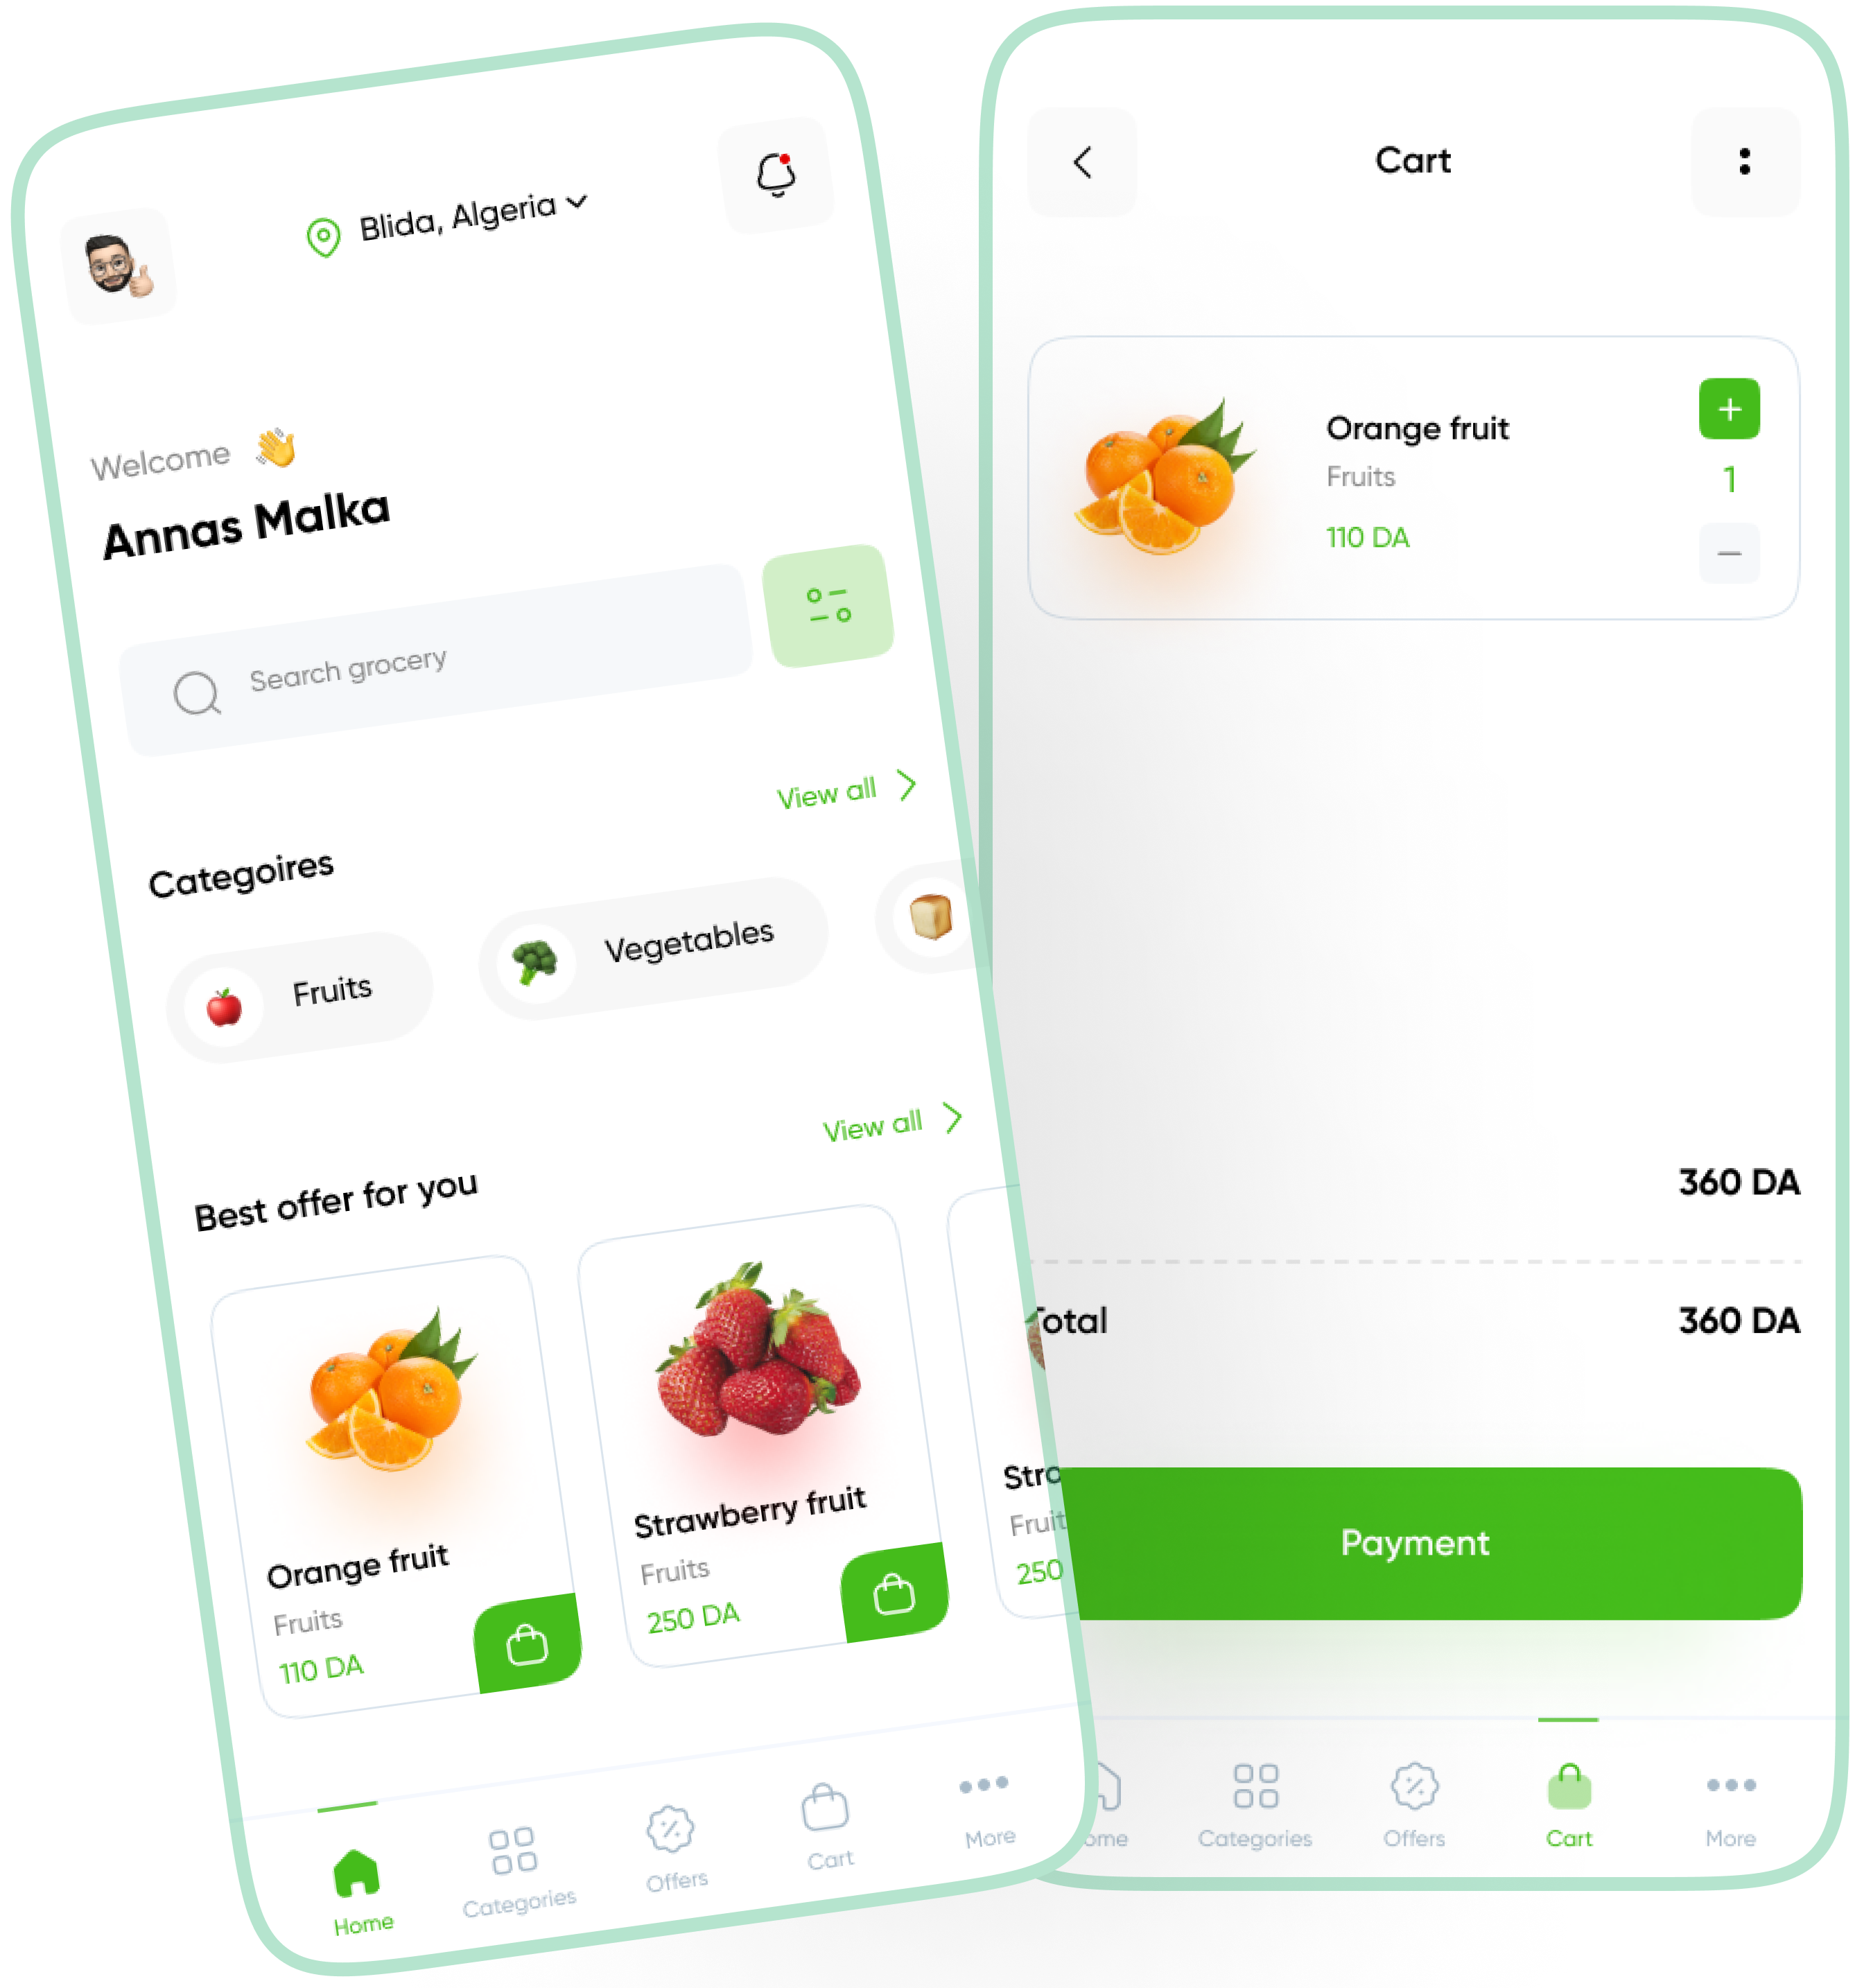 Blida, Algeria
Welcome
Annas Malka
Search grocery
View all
Categoires
Fruits
Vegetables
View all
Best offer for you
Orange fruit
Fruits
110 DA
Strawberry fruit
Fruits
250 DA
Stra
Fruit
250
Home
Categories
Offers
Cart
More
Cart
Orange fruit
Fruits
110 DA
1
360 DA
Total
360 DA
Payment
ome
Categories
Offers
Cart
More